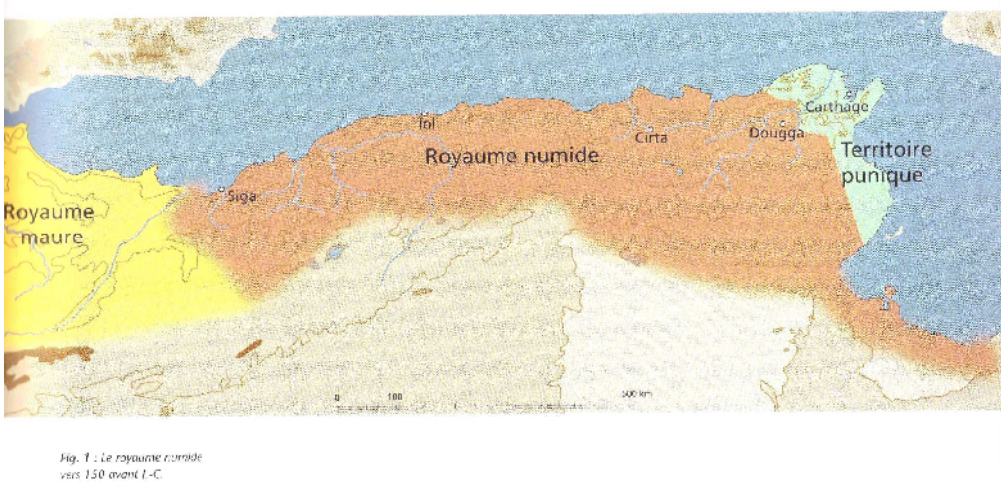 Iol
Carthage
Cirta
Dougga
Royaume numide
Territoire
punique
Siga
Royaume
maure
0 100 500 km
Fig. 1 : Le royaume numide
vers 150 avant J.-C.